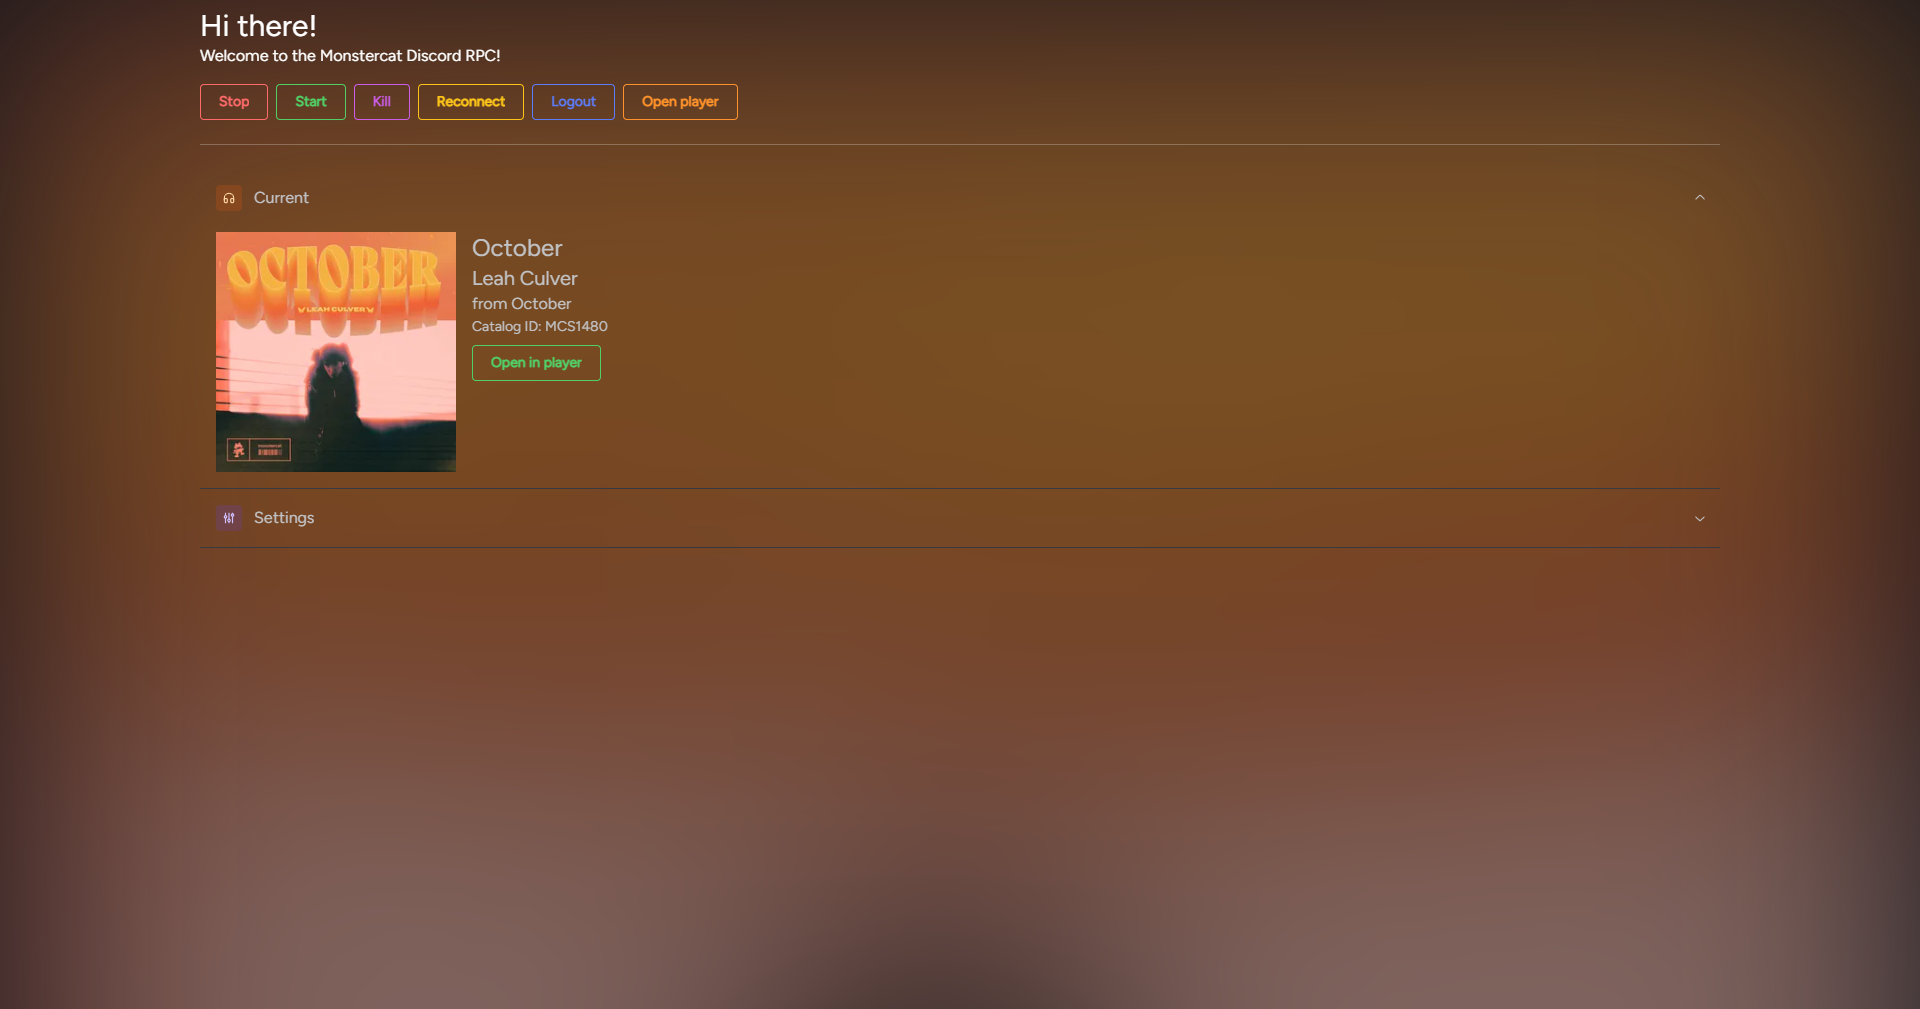 Hi there!
Welcome to the Monstercat Discord RPC!
Stop Start Kill Reconnect Logout Open player
Current
OCTOBER
LEAH CULVER
October
Leah Culver
from October
Catalog ID: MCS1480
Open in player
Settings